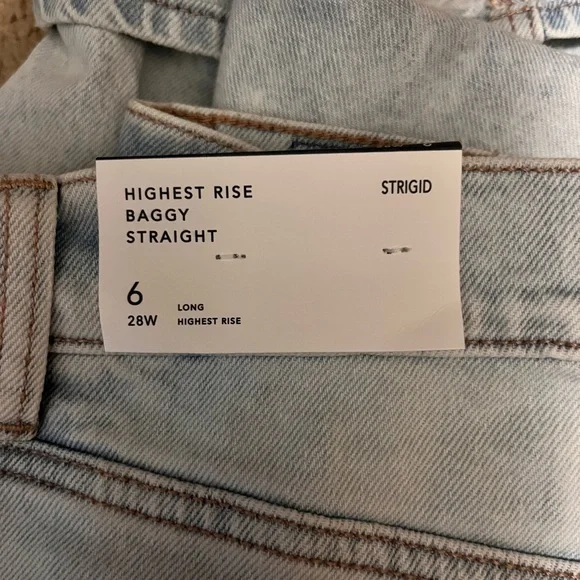 HIGHEST RISE
BAGGY
STRAIGHT
STRIGID
6
28W
LONG
HIGHEST RISE